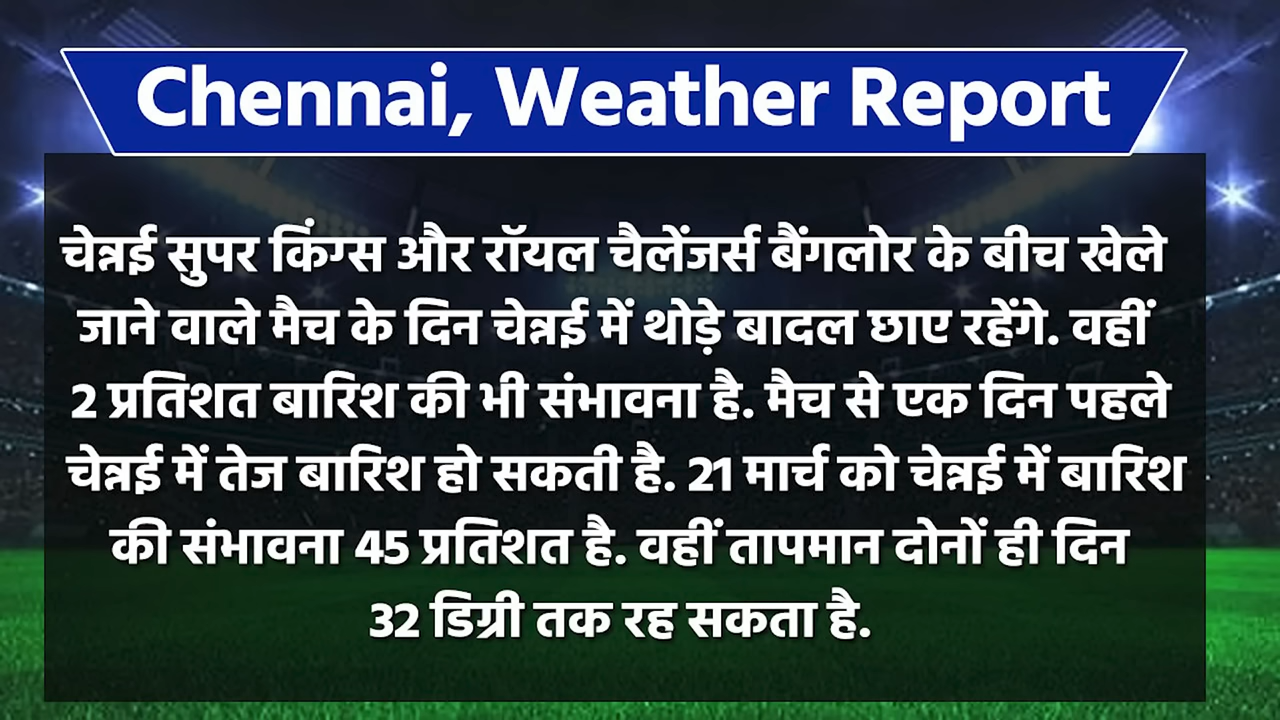 Chennai, Weather Report
चेन्नई सुपर किंग्स और रॉयल चैलेंजर्स बैंगलोर के बीच खेले
जाने वाले मैच के दिन चेन्नई में थोड़े बादल छाए रहेंगे. वहीं
2 प्रतिशत बारिश की भी संभावना है. मैच से एक दिन पहले
चेन्नई में तेज बारिश हो सकती है. 21 मार्च को चेन्नई में बारिश
की संभावना 45 प्रतिशत है. वहीं तापमान दोनों ही दिन
32 डिग्री तक रह सकता है.